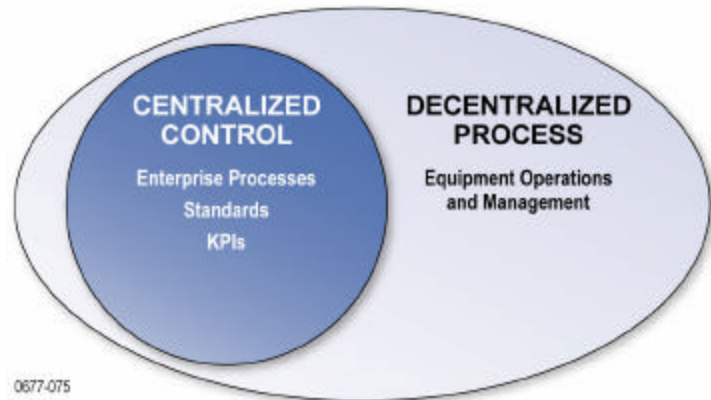 CENTRALIZED
CONTROL
Enterprise Processes
Standards
KPIs
DECENTRALIZED
PROCESS
Equipment Operations
and Management
0677-075